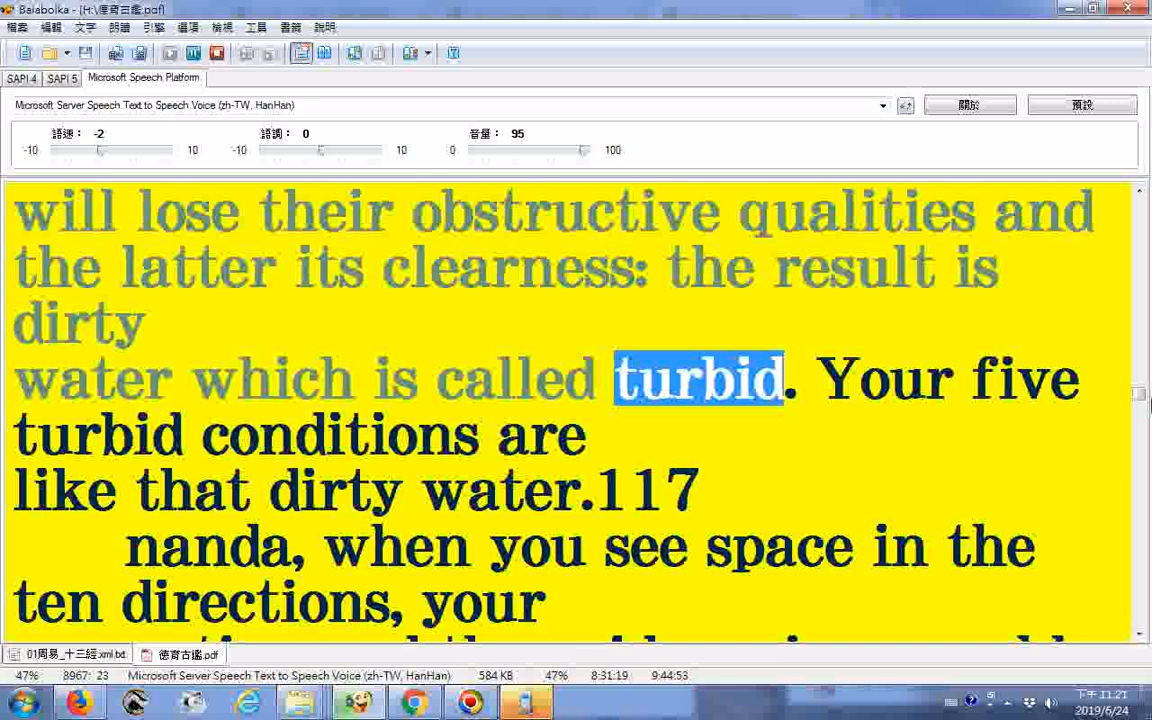 Balabolka - [H:\德育古鑑.pdf]
檔案 編輯 文字 朗讀 引擎 選項 檢視 工具 書籤 說明
SAPI 4 SAPI 5 Microsoft Speech Platform
Microsoft Server Speech Text to Speech Voice (zh-TW, HanHan) 關於 預設
語速： -2 語調： 0 音量： 95
-10 10 -10 10 0 100
will lose their obstructive qualities and
the latter its clearness: the result is
dirty
water which is called turbid. Your five
turbid conditions are
like that dirty water.117
nanda, when you see space in the
ten directions, your
01周易_十三經.xml.bxt 德育古鑑.pdf
47% 8967: 23 Microsoft Server Speech Text to Speech Voice (zh-TW, HanHan) 584 KB 47% 8:31:19 9:44:53
下午 11:21
2019/6/24